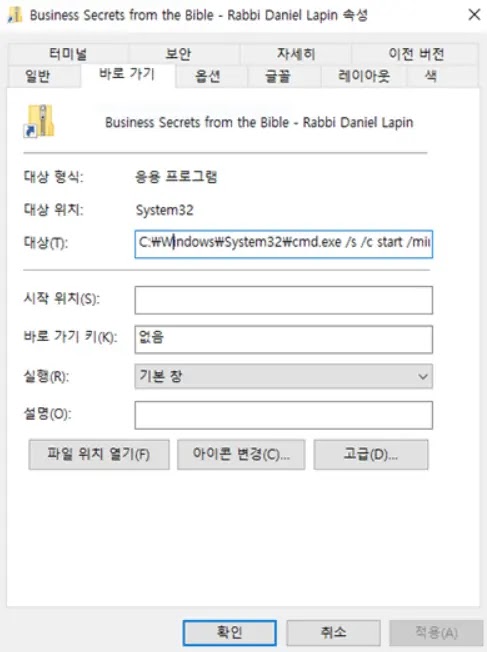 Business Secrets from the Bible - Rabbi Daniel Lapin 속성
터미널 보안 자세히 이전 버전
일반 바로 가기 옵션 글꼴 레이아웃 색
Business Secrets from the Bible - Rabbi Daniel Lapin
대상 형식: 응용 프로그램
대상 위치: System32
대상(T): C:₩Windows₩System32₩cmd.exe /s /c start /min
시작 위치(S):
바로 가기 키(K): 없음
실행(R): 기본 창
설명(O):
파일 위치 열기(F) 아이콘 변경(C)... 고급(D)...
확인 취소 적용(A)